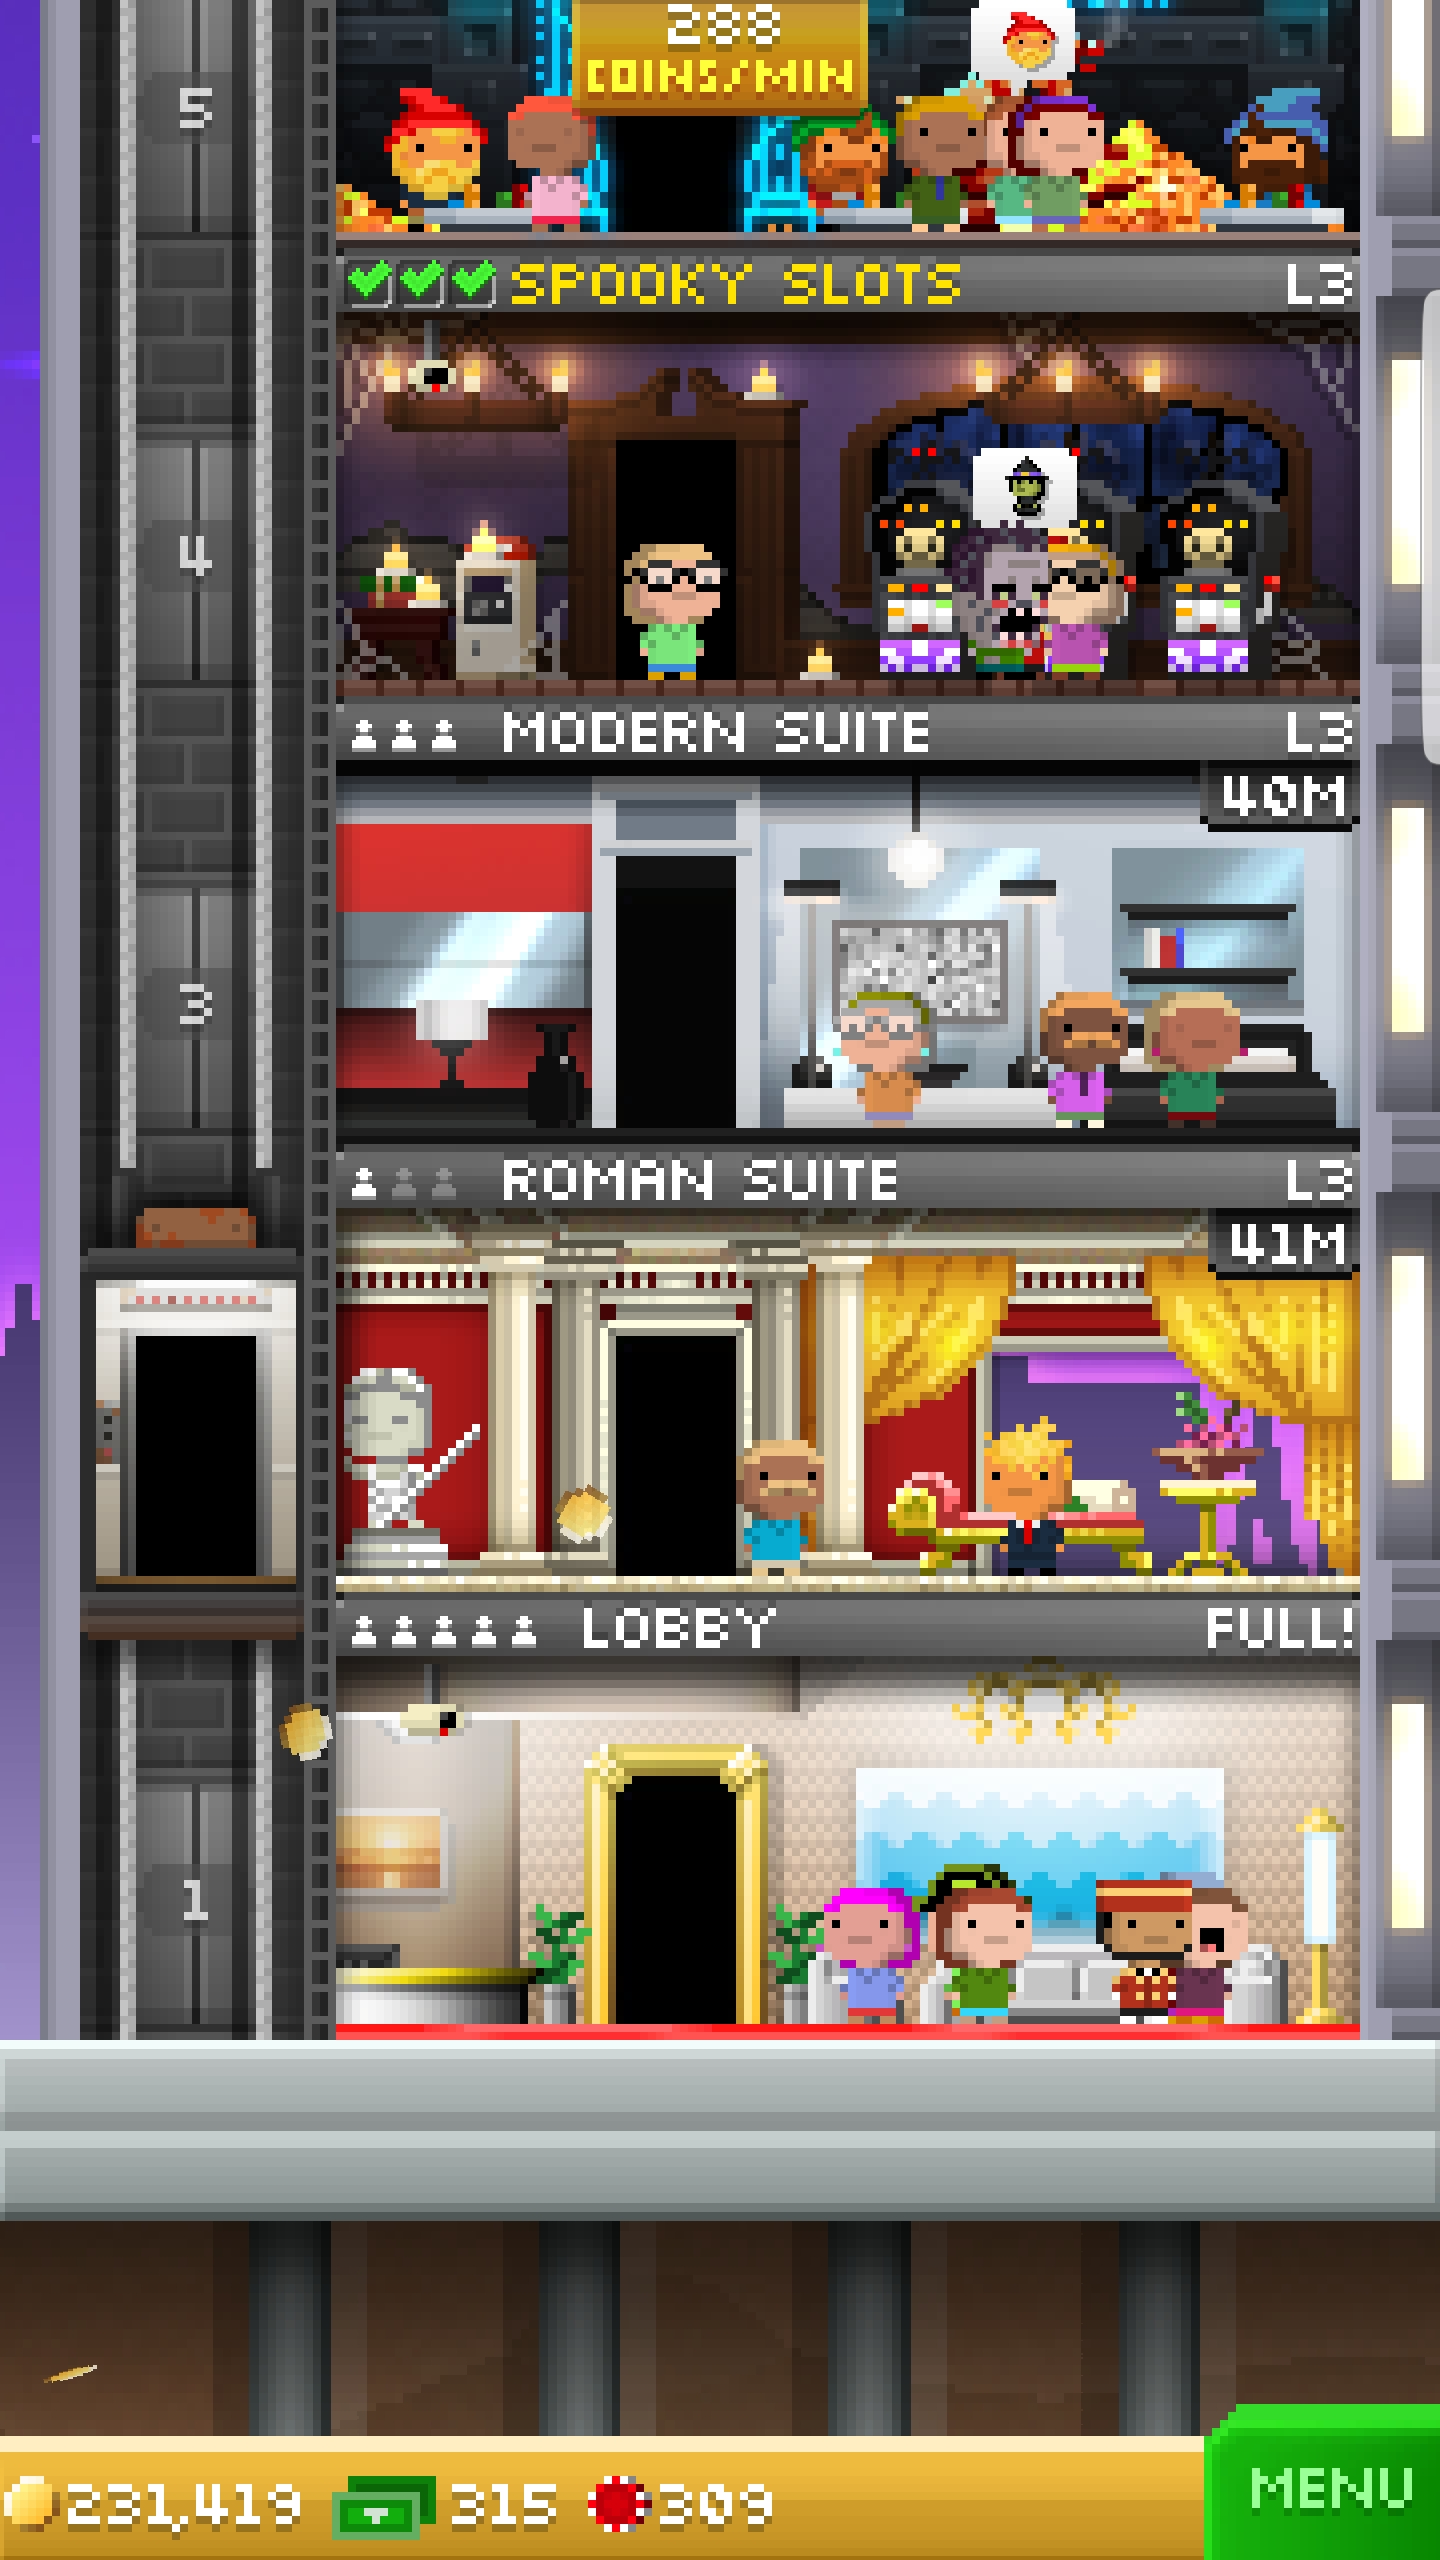 288
COINS/MIN
5
SPOOKY SLOTS L3
4
MODERN SUITE L3
40M
3
ROMAN SUITE L3
41M
LOBBY FULL!
1
231,419 315 309
MENU